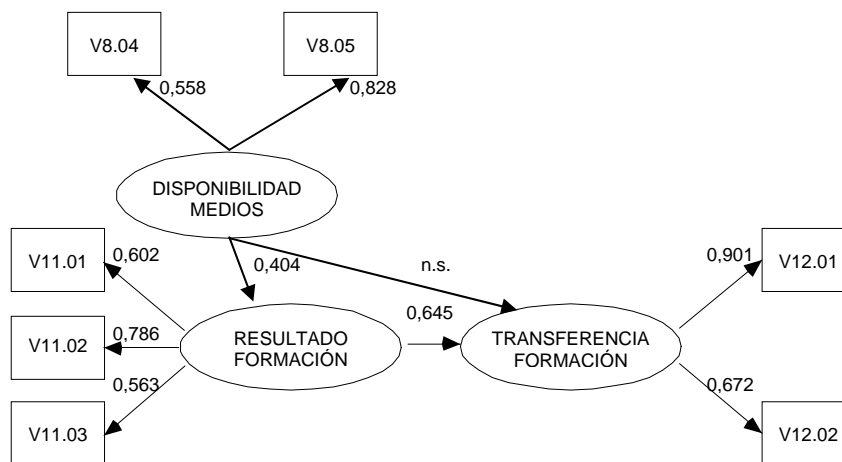 V8.04
V8.05
0,558
0,828
DISPONIBILIDAD
MEDIOS
V11.01
0,602
0,404
n.s.
0,901
V12.01
V11.02
0,786
RESULTADO
FORMACIÓN
0,645
TRANSFERENCIA
FORMACIÓN
0,563
0,672
V11.03
V12.02